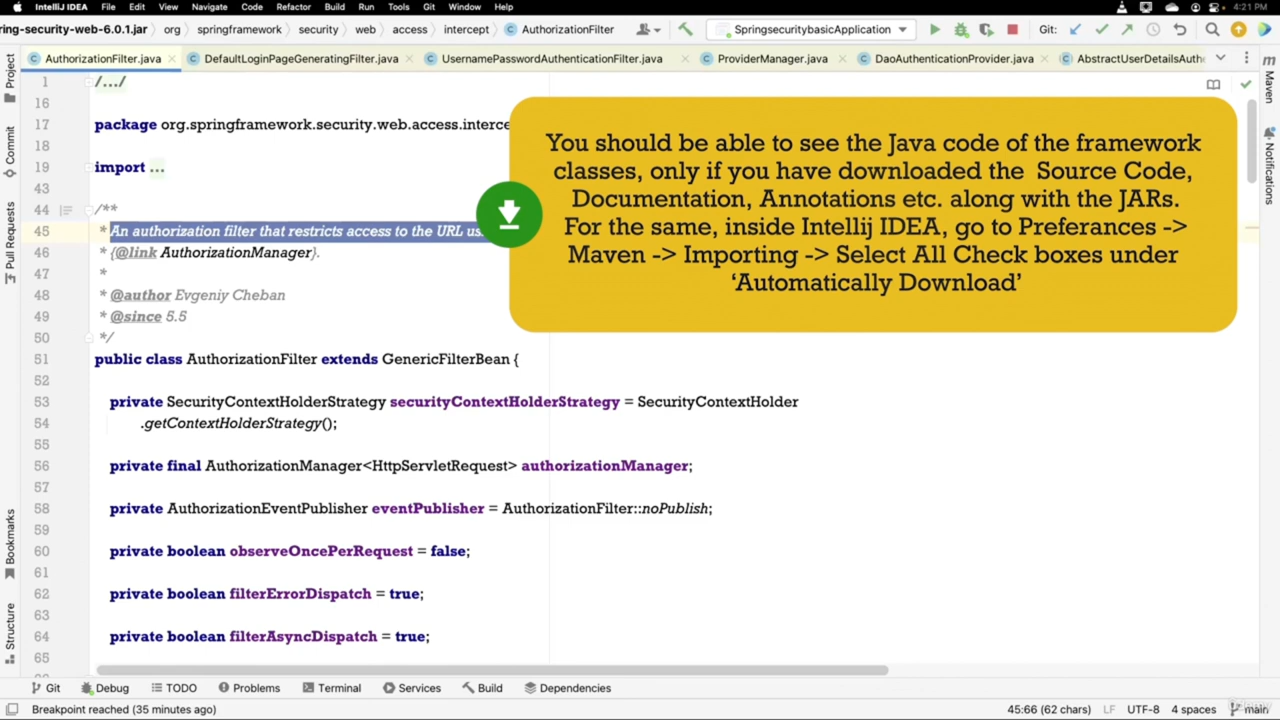 IntelliJ IDEA File Edit View Navigate Code Refactor Build Run Tools Git Window Help 4:21 PM
ring-security-web-6.0.1.jar org springframework security web access intercept AuthorizationFilter SpringsecuritybasicApplication Git:
AuthorizationFilter.java DefaultLoginPageGeneratingFilter.java UsernamePasswordAuthenticationFilter.java ProviderManager.java DaoAuthenticationProvider.java AbstractUserDetailsAuthe
Project
Commit
Pull Requests
Bookmarks
Structure
Maven
Notifications
1 /.../
16
17 package org.springframework.security.web.access.interce
18
19 import ...
43
44 /**
45 * An authorization filter that restricts access to the URL us
46 * {@link AuthorizationManager}.
47 *
48 * @author Evgeniy Cheban
49 * @since 5.5
50 */
51 public class AuthorizationFilter extends GenericFilterBean {
52
53 private SecurityContextHolderStrategy securityContextHolderStrategy = SecurityContextHolder
54 .getContextHolderStrategy();
55
56 private final AuthorizationManager<HttpServletRequest> authorizationManager;
57
58 private AuthorizationEventPublisher eventPublisher = AuthorizationFilter::noPublish;
59
60 private boolean observeOncePerRequest = false;
61
62 private boolean filterErrorDispatch = true;
63
64 private boolean filterAsyncDispatch = true;
65
You should be able to see the Java code of the framework
classes, only if you have downloaded the Source Code,
Documentation, Annotations etc. along with the JARs.
For the same, inside Intellij IDEA, go to Preferances ->
Maven -> Importing -> Select All Check boxes under
‘Automatically Download’
Git Debug TODO Problems Terminal Services Build Dependencies
Breakpoint reached (35 minutes ago) 45:66 (62 chars) LF UTF-8 4 spaces main